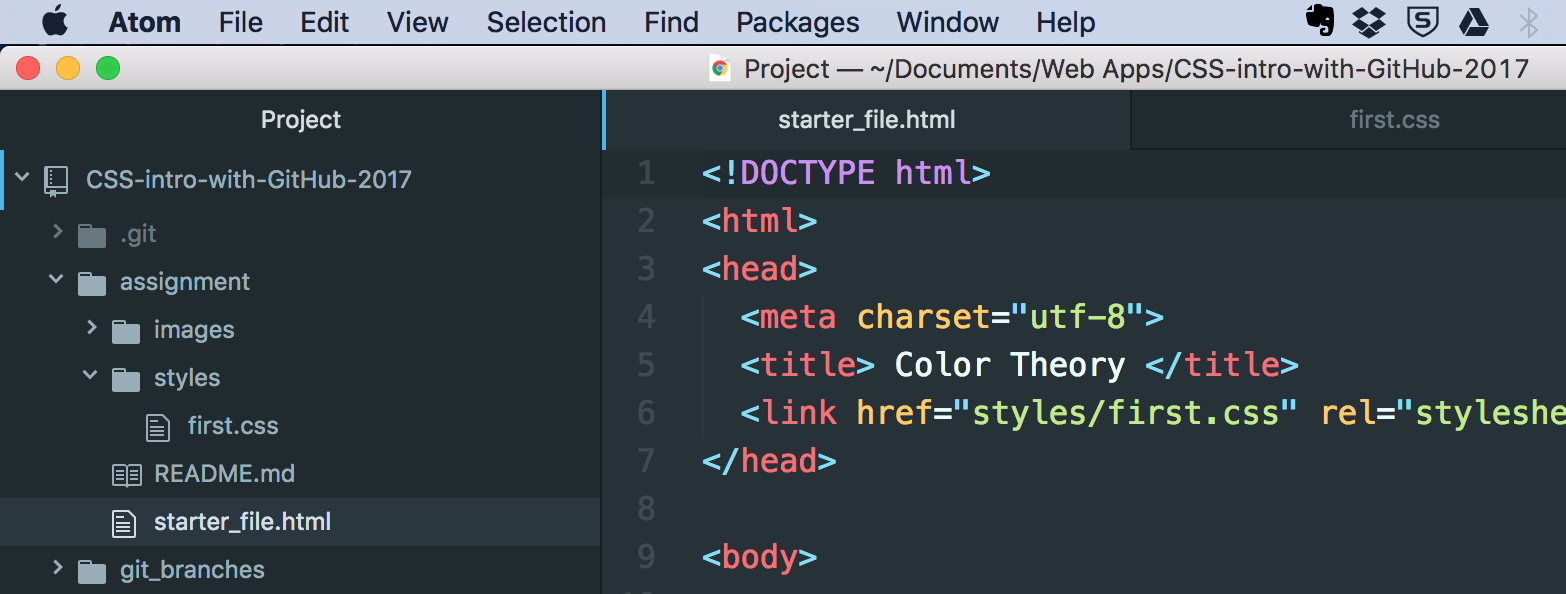 Atom File Edit View Selection Find Packages Window Help
Project — ~/Documents/Web Apps/CSS-intro-with-GitHub-2017
Project
CSS-intro-with-GitHub-2017
.git
assignment
images
styles
first.css
README.md
starter_file.html
git_branches
starter_file.html first.css
1 <!DOCTYPE html>
2 <html>
3 <head>
4 <meta charset="utf-8">
5 <title> Color Theory </title>
6 <link href="styles/first.css" rel="styleshe
7 </head>
8
9 <body>